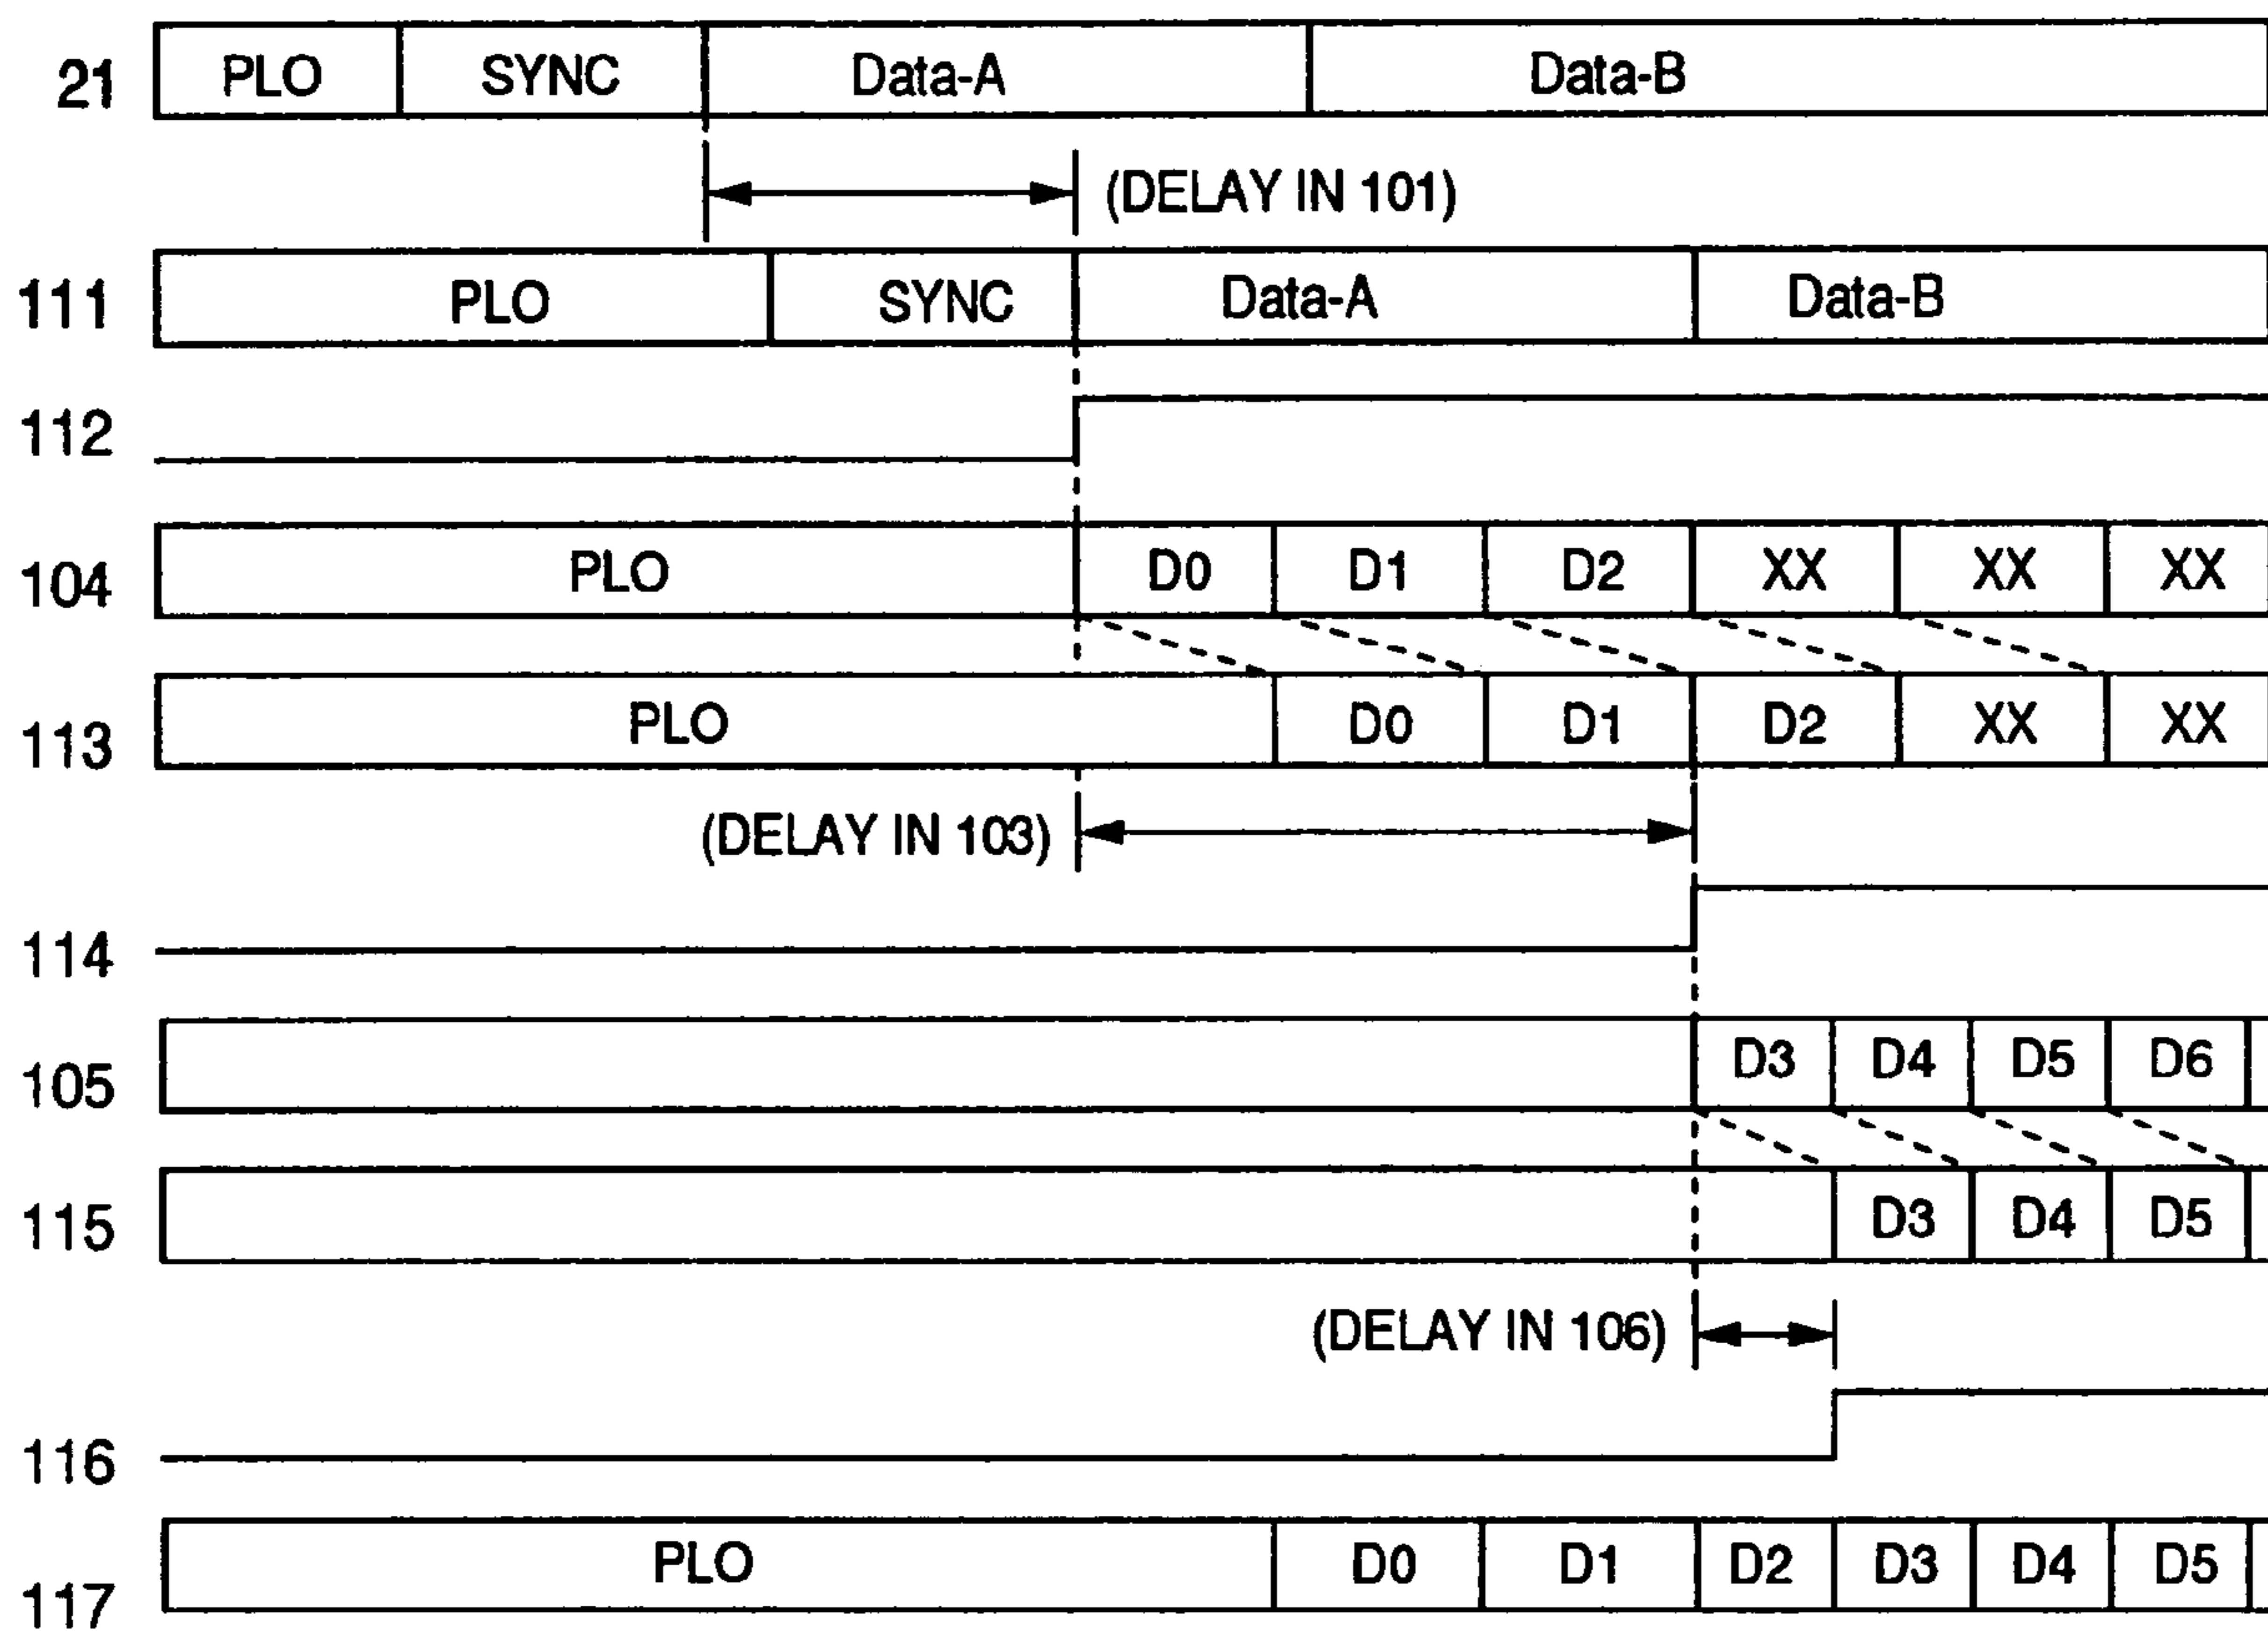 21 PLO SYNC Data-A Data-B
(DELAY IN 101)
111 PLO SYNC Data-A Data-B
112
104 PLO D0 D1 D2 XX XX XX
113 PLO D0 D1 D2 XX XX
(DELAY IN 103)
114
105 D3 D4 D5 D6
115 D3 D4 D5
(DELAY IN 106)
116
117 PLO D0 D1 D2 D3 D4 D5